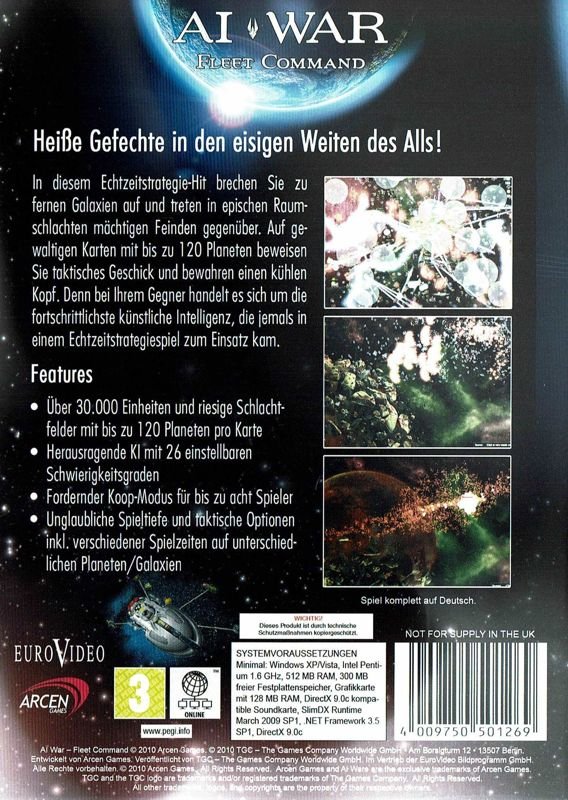 AI WAR
FLEET COMMAND
Heiße Gefechte in den eisigen Weiten des Alls!
In diesem Echtzeitstrategie-Hit brechen Sie zu
fernen Galaxien auf und treten in epischen Raum-
schlachten mächtigen Feinden gegenüber. Auf ge-
waltigen Karten mit bis zu 120 Planeten beweisen
Sie taktisches Geschick und bewahren einen kühlen
Kopf. Denn bei Ihrem Gegner handelt es sich um die
fortschrittlichste künstliche Intelligenz, die jemals in
einem Echtzeitstrategiespiel zum Einsatz kam.
Features
• Über 30.000 Einheiten und riesige Schlacht-
felder mit bis zu 120 Planeten pro Karte
• Herausragende KI mit 26 einstellbaren
Schwierigkeitsgraden
• Fordernder Koop-Modus für bis zu acht Spieler
• Unglaubliche Spieltiefe und taktische Optionen
inkl. verschiedener Spielzeiten auf unterschied-
lichen Planeten/Galaxien
Spiel komplett auf Deutsch.
WICHTIG!
Dieses Produkt ist durch technische
Schutzmaßnahmen kopiergeschützt.
NOT FOR SUPPLY IN THE UK
EUROVIDEO
ARCEN
GAMES
3
ONLINE
www.pegi.info
SYSTEMVORAUSSETZUNGEN
Minimal: Windows XP/Vista, Intel Penti-
um 1.6 GHz, 512 MB RAM, 300 MB
freier Festplattenspeicher, Grafikkarte
mit 128 MB RAM, DirectX 9.0c kompa-
tible Soundkarte, SlimDX Runtime
March 2009 SP1, .NET Framework 3.5
SP1, DirectX 9.0c
4 009750 501269
AI War – Fleet Command © 2010 Arcen Games. © 2010 TGC – The Games Company Worldwide GmbH · Am Borsigturm 12 · 13507 Berlin.
Entwickelt von Arcen Games. Veröffentlicht von TGC – The Games Company Worldwide GmbH. Im Vertrieb der EuroVideo Bildprogramm GmbH.
Alle Rechte vorbehalten. © 2010 Arcen Games. Arcen Games and AI War are the exclusive trademarks of Arcen Games.
TGC and the TGC logo are trademarks and/or registered trademarks of The Games Company. All Rights Reserved.
All other trademarks, logos and copyrights are the property of their respective owners.